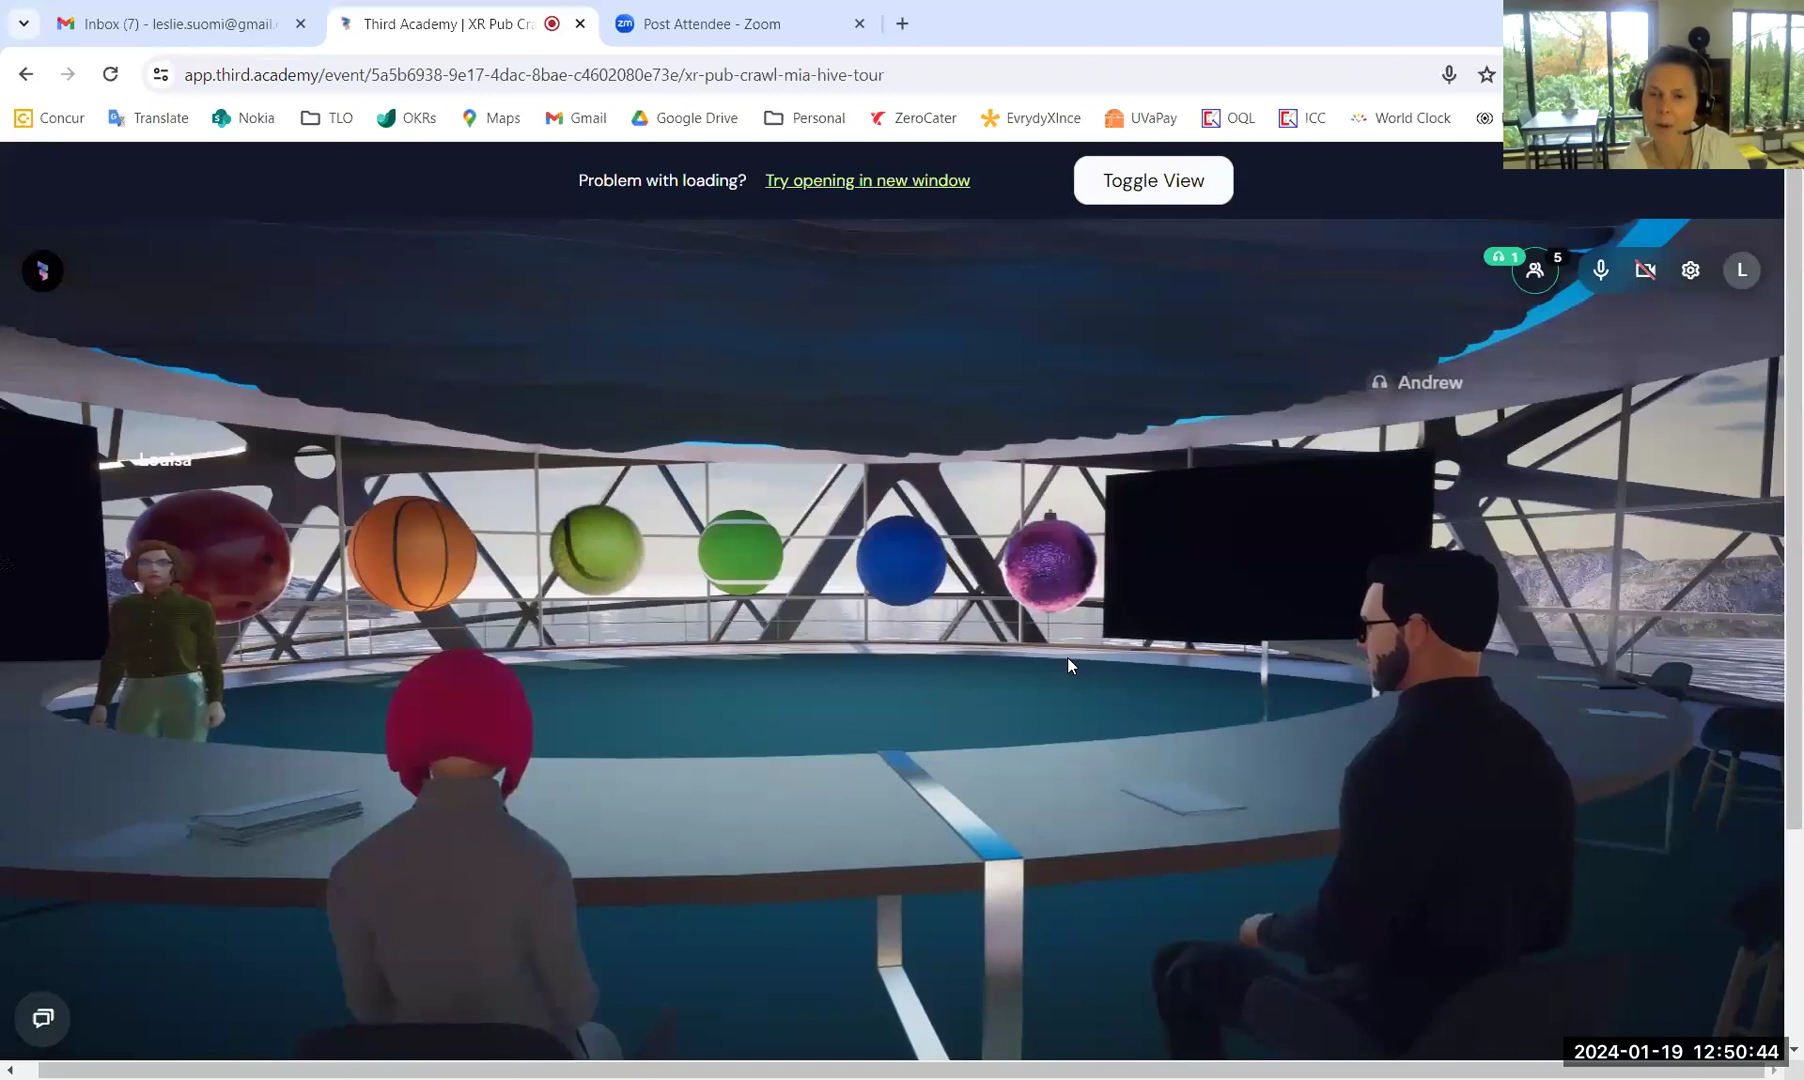 Inbox (7) - leslie.suomi@gmail.
Third Academy | XR Pub Cra
zm Post Attendee - Zoom
app.third.academy/event/5a5b6938-9e17-4dac-8bae-c4602080e73e/xr-pub-crawl-mia-hive-tour
Concur Translate Nokia TLO OKRs Maps Gmail Google Drive Personal ZeroCater EvrydyXInce UVaPay OQL ICC World Clock
Problem with loading? Try opening in new window Toggle View
1 5 L
Andrew
Louisa
2024-01-19 12:50:44